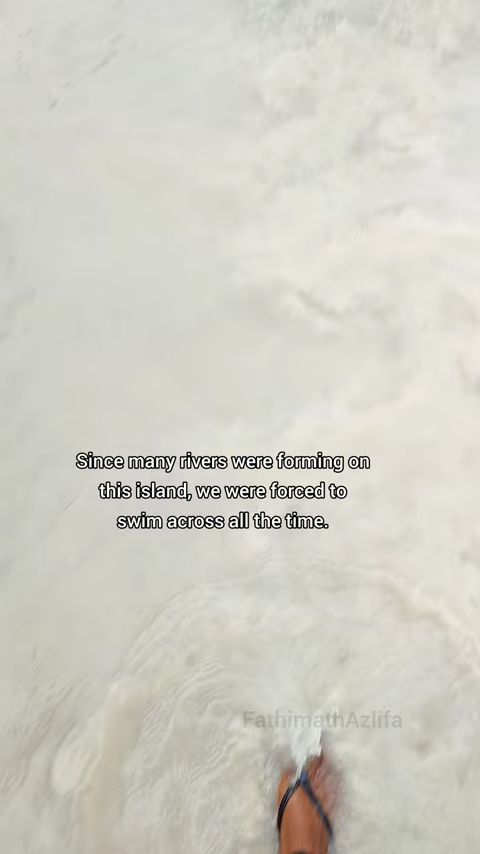 Since many rivers were forming on
this island, we were forced to
swim across all the time.
FathimathAzlifa